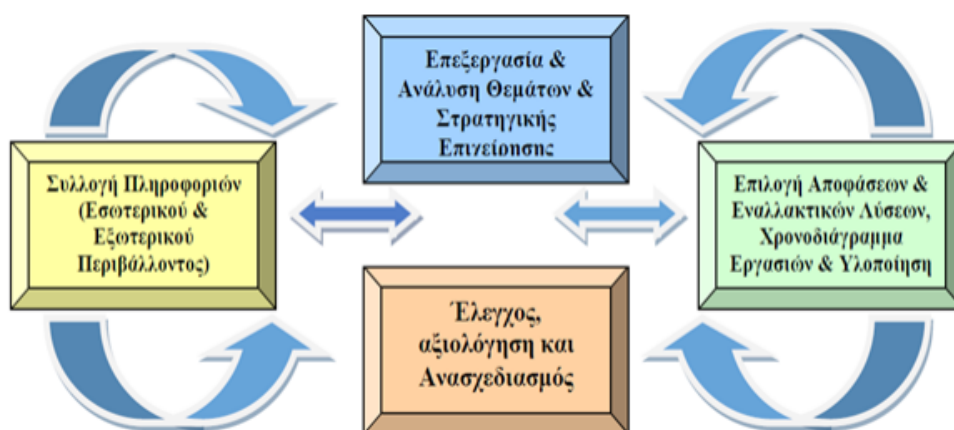 Επεξεργασία &
Ανάλυση Θεμάτων &
Στρατηγικής
Επιχείρησης
Συλλογή Πληροφοριών
(Εσωτερικού &
Εξωτερικού
Περιβάλλοντος)
Επιλογή Αποφάσεων &
Εναλλακτικών Λύσεων,
Χρονοδιάγραμμα
Εργασιών & Υλοποίηση
Έλεγχος,
αξιολόγηση και
Ανασχεδιασμός